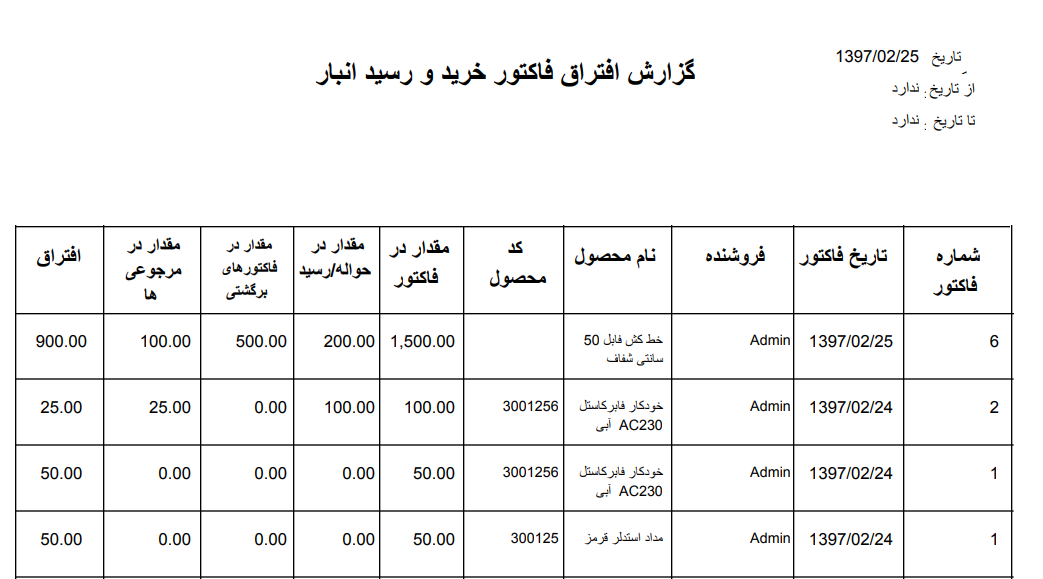 تاریخ 1397/02/25
از تاریخ : ندارد
تا تاریخ : ندارد
گزارش افتراق فاکتور خرید و رسید انبار
شماره فاکتور	تاریخ فاکتور	فروشنده	نام محصول	کد محصول	مقدار در فاکتور	مقدار در حواله/رسید	مقدار در فاکتورهای برگشتی	مقدار در مرجوعی ها	افتراق
6	1397/02/25	Admin	خط کش فابل 50 سانتی شفاف		1,500.00	200.00	500.00	100.00	900.00
2	1397/02/24	Admin	خودکار فابرکاستل AC230 آبی	3001256	100.00	100.00	0.00	25.00	25.00
1	1397/02/24	Admin	خودکار فابرکاستل AC230 آبی	3001256	50.00	0.00	0.00	0.00	50.00
1	1397/02/24	Admin	مداد استدلر قرمز	300125	50.00	0.00	0.00	0.00	50.00